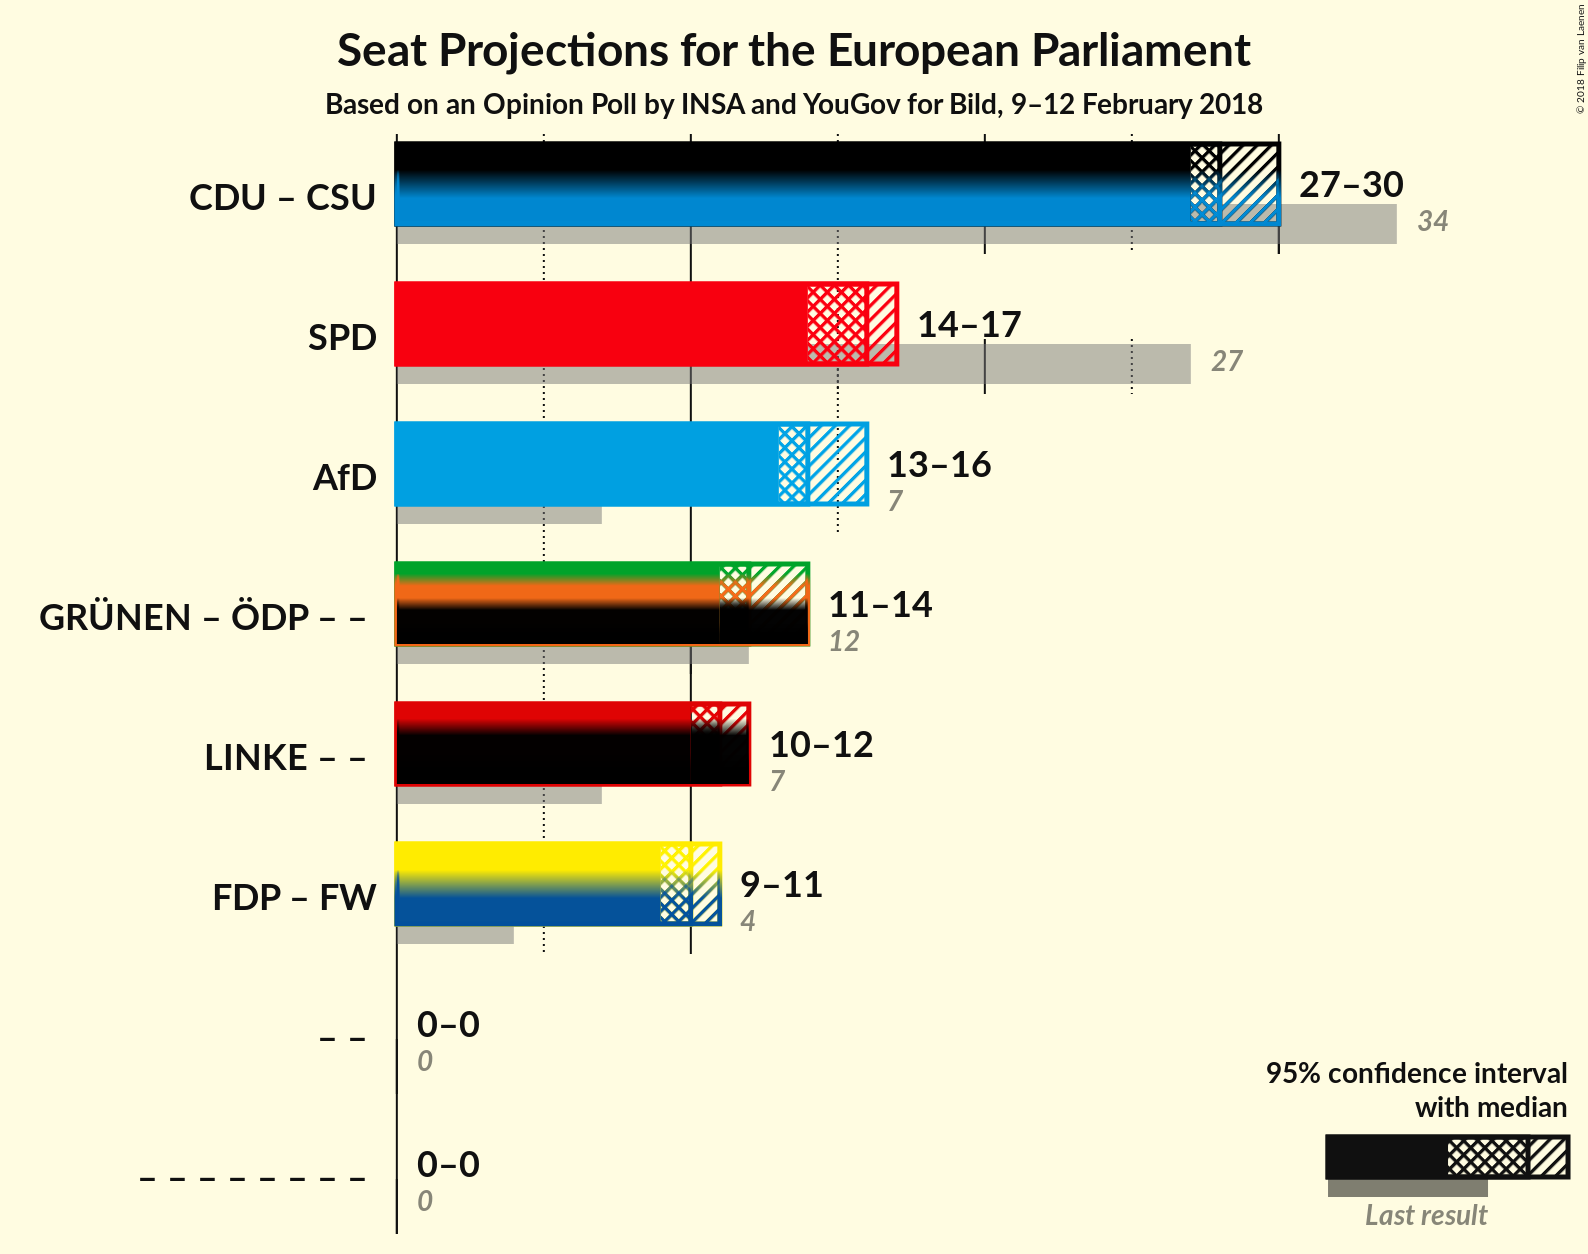 Seat Projections for the European Parliament
Based on an Opinion Poll by INSA and YouGov for Bild, 9–12 February 2018
© 2018 Filip van Laenen
CDU – CSU
27–30
34
SPD
14–17
27
AfD
13–16
7
GRÜNEN – ÖDP – –
11–14
12
LINKE – –
10–12
7
FDP – FW
9–11
4
– –
0–0
0
– – – – – – – –
0–0
0
95% confidence interval
with median
Last result